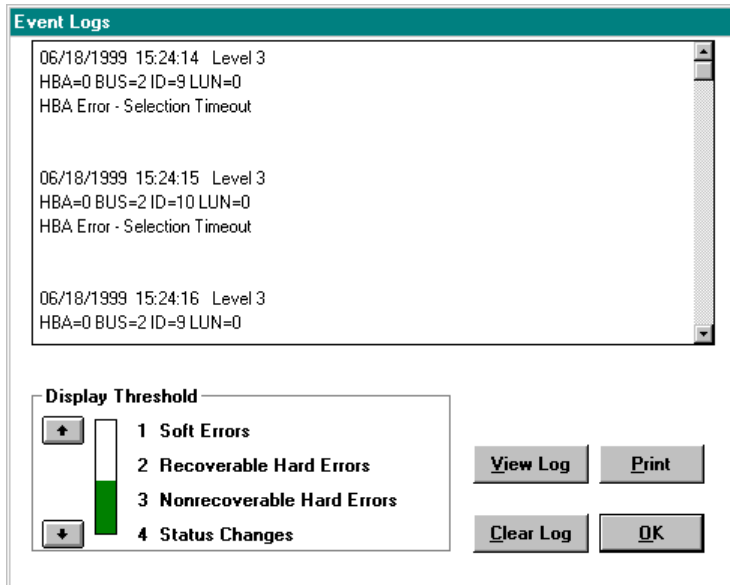 Event Logs
06/18/1999 15:24:14 Level 3
HBA=0 BUS=2 ID=9 LUN=0
HBA Error - Selection Timeout
06/18/1999 15:24:15 Level 3
HBA=0 BUS=2 ID=10 LUN=0
HBA Error - Selection Timeout
06/18/1999 15:24:16 Level 3
HBA=0 BUS=2 ID=9 LUN=0
Display Threshold
1 Soft Errors
2 Recoverable Hard Errors
3 Nonrecoverable Hard Errors
4 Status Changes
View Log Print
Clear Log OK